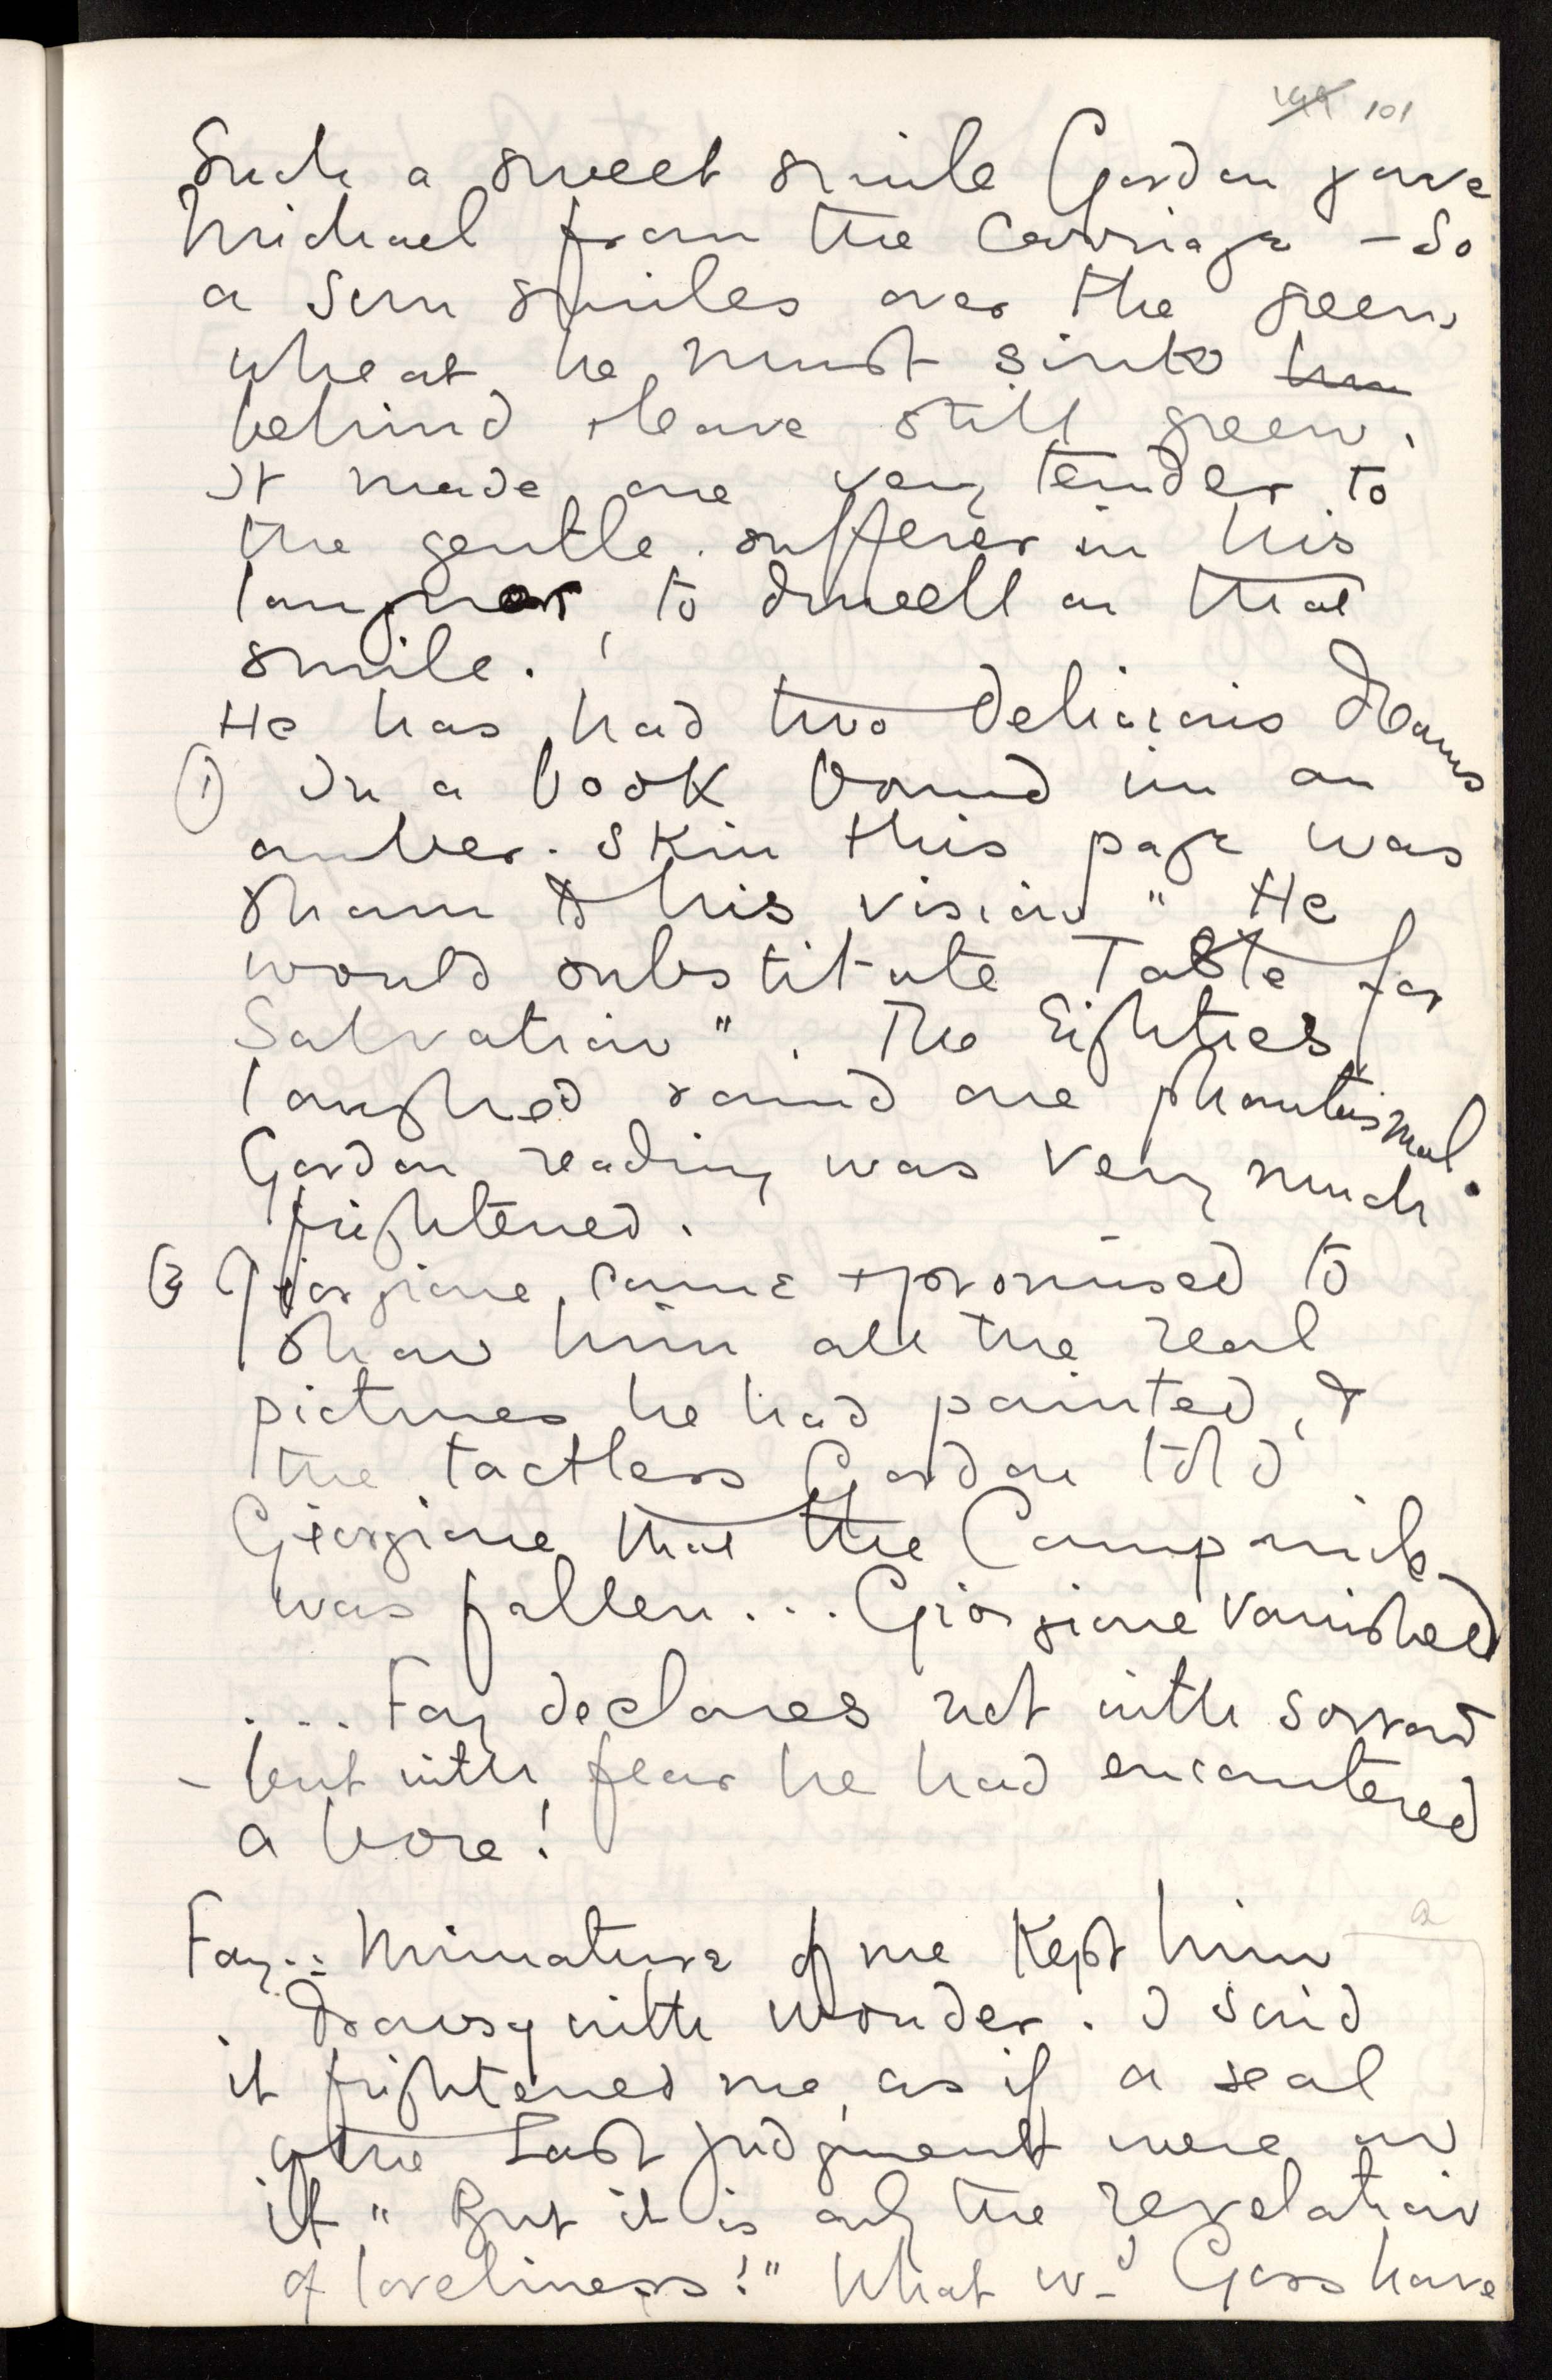 101
Such a sweet smile Gordon gave
Michael from the carriage – So
a sun smiles over the green
wheat he must sink
behind & leave still green.
It made one very tender to
the gentle sufferer in his
languor, to dwell on that
smile.
He has had two delicious dreams
① In a book bound in an
amber skin this page was
shown to his vision " He
would substitute Taste for
Salvation". The Eighties
laughed round one phantasmal.
Gordon reading was very much
frightened.
② Giorgione came & promised to
show him all the real
pictures he had painted, &
the tactless Gordon told
Giorgione that the Campanile
was fallen... Giorgione vanished
.... Fay declares not with sorrow
– but with fear he had encountered
a bore!
Fay's Miniature of me kept him
drowsy with wonder. I said
it frightened me, as if a seal
of the Last Judgment were on
it " But it is only the revelation
of loveliness!" What wd Goss have